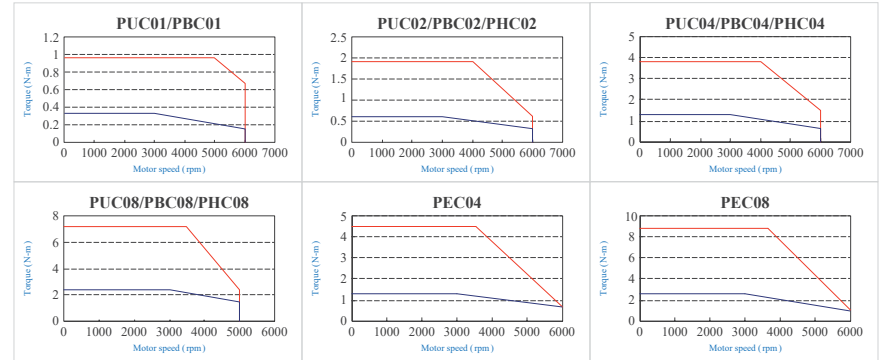 PUC01/PBC01
1.2
1
0.8
0.6
0.4
0.2
0
Torque (N-m)
0 1000 2000 3000 4000 5000 6000 7000
Motor speed (rpm)
PUC02/PBC02/PHC02
2.5
2
1.5
1
0.5
0
Torque (N-m)
0 1000 2000 3000 4000 5000 6000 7000
Motor speed (rpm)
PUC04/PBC04/PHC04
5
4
3
2
1
0
Torque (N-m)
0 1000 2000 3000 4000 5000 6000 7000
Motor speed (rpm)
PUC08/PBC08/PHC08
8
6
4
2
0
Torque (N-m)
0 1000 2000 3000 4000 5000 6000
Motor speed (rpm)
PEC04
5
4
3
2
1
0
Torque (N-m)
0 1000 2000 3000 4000 5000 6000
Motor speed (rpm)
PEC08
10
8
6
4
2
0
Torque (N-m)
0 1000 2000 3000 4000 5000 6000
Motor speed (rpm)